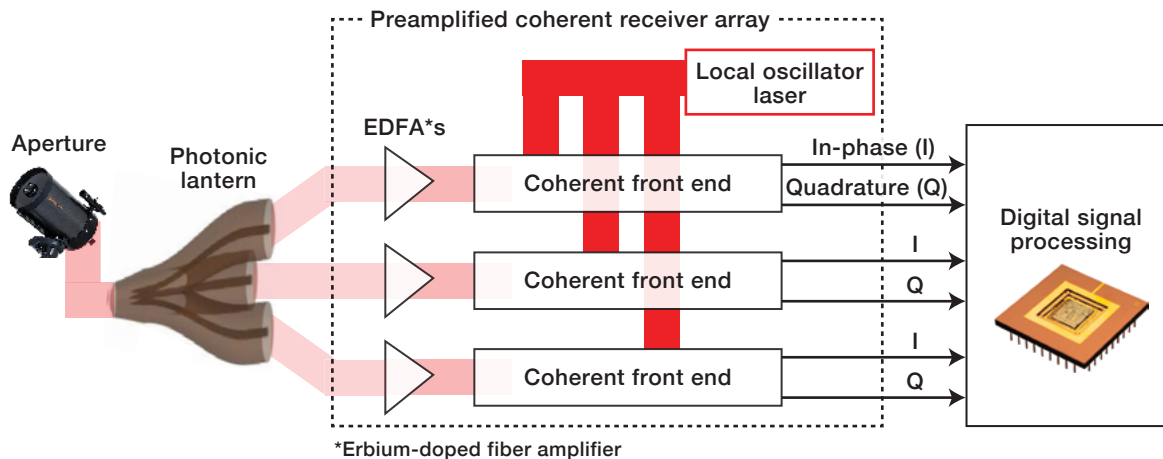 Preamplified coherent receiver array
Local oscillator
laser
EDFA*s
Aperture
Photonic
lantern
Coherent front end
In-phase (I)
Quadrature (Q)
Digital signal
processing
Coherent front end
I
Q
Coherent front end
I
Q
*Erbium-doped fiber amplifier